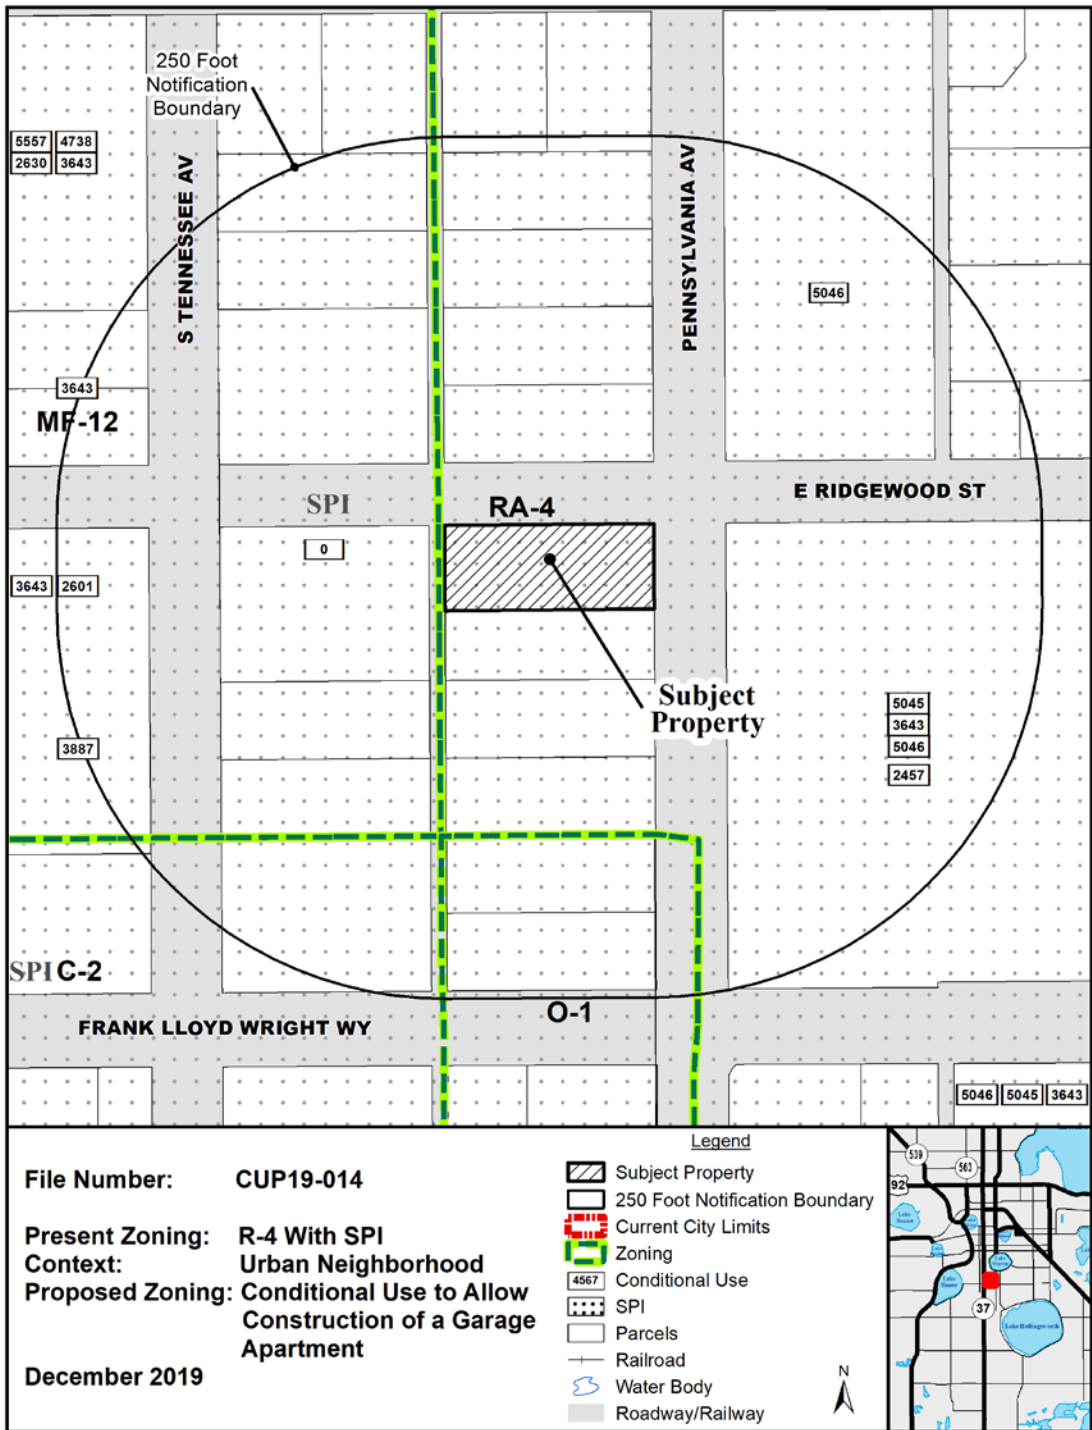 250 Foot
Notification
Boundary
5557 4738
2630 3643
S TENNESSEE AV
PENNSYLVANIA AV
5046
3643
MF-12
SPI
RA-4
E RIDGEWOOD ST
0
3643 2601
Subject
Property
5045
3643
5046
2457
3887
SPI C-2
O-1
FRANK LLOYD WRIGHT WY
5046 5045 3643
File Number: CUP19-014
Present Zoning: R-4 With SPI
Context: Urban Neighborhood
Proposed Zoning: Conditional Use to Allow
Construction of a Garage
Apartment
December 2019
Legend
Subject Property
250 Foot Notification Boundary
Current City Limits
Zoning
4567 Conditional Use
SPI
Parcels
Railroad
Water Body
Roadway/Railway
N
539
563
92
37
Lake Hollingsworth